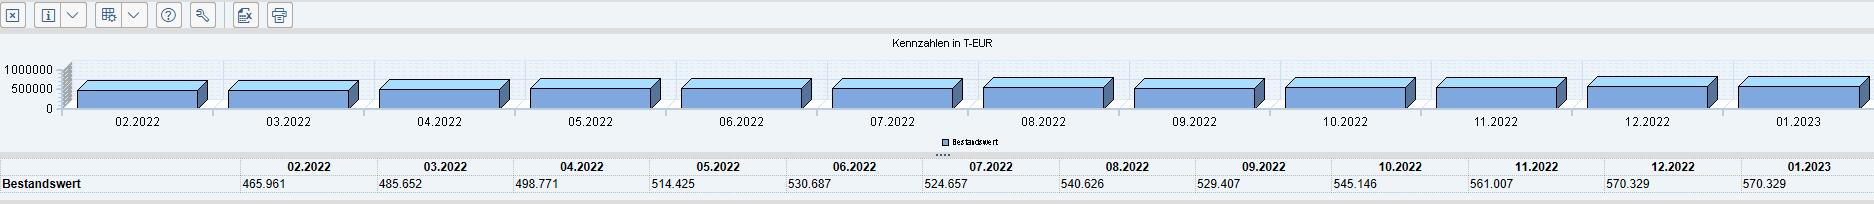 Kennzahlen in T-EUR
1000000
500000
0
02.2022 03.2022 04.2022 05.2022 06.2022 07.2022 08.2022 09.2022 10.2022 11.2022 12.2022 01.2023
Bestandswert
02.2022 03.2022 04.2022 05.2022 06.2022 07.2022 08.2022 09.2022 10.2022 11.2022 12.2022 01.2023
Bestandswert 465.961 485.652 498.771 514.425 530.687 524.657 540.626 529.407 545.146 561.007 570.329 570.329